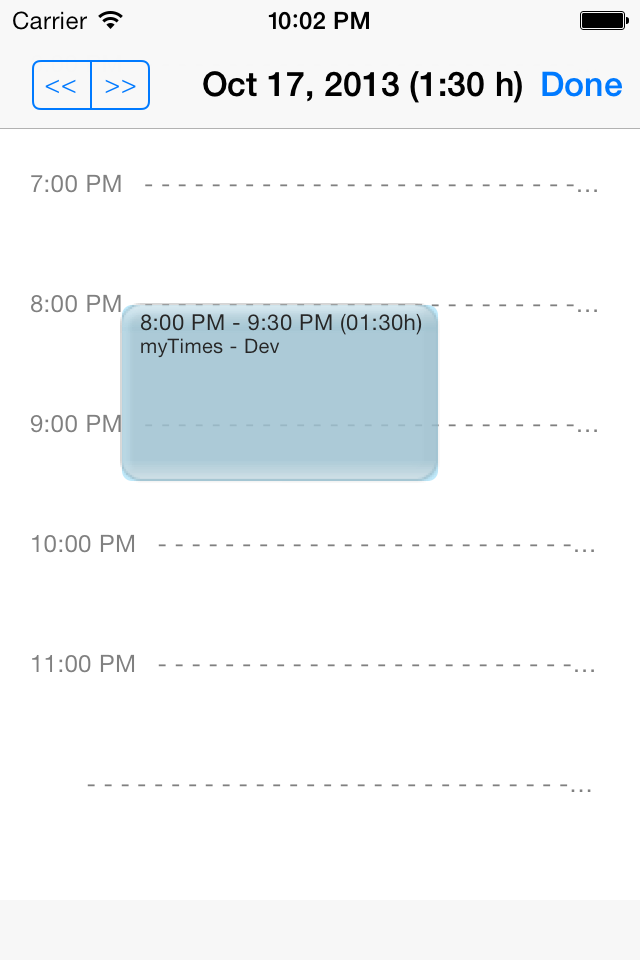 Carrier 10:02 PM
<< >> Oct 17, 2013 (1:30 h) Done
7:00 PM - - - - - - - - - - - - - - - - - - - - - - - - - -...
8:00 PM - - - - - - - - - - - - - - - - - - - - - - - - - -...
8:00 PM - 9:30 PM (01:30h)
myTimes - Dev
9:00 PM - - - - - - - - - - - - - - - - - - - - - - - - - -...
10:00 PM - - - - - - - - - - - - - - - - - - - - - - - - -...
11:00 PM - - - - - - - - - - - - - - - - - - - - - - - - -...
- - - - - - - - - - - - - - - - - - - - - - - - - - - - -...